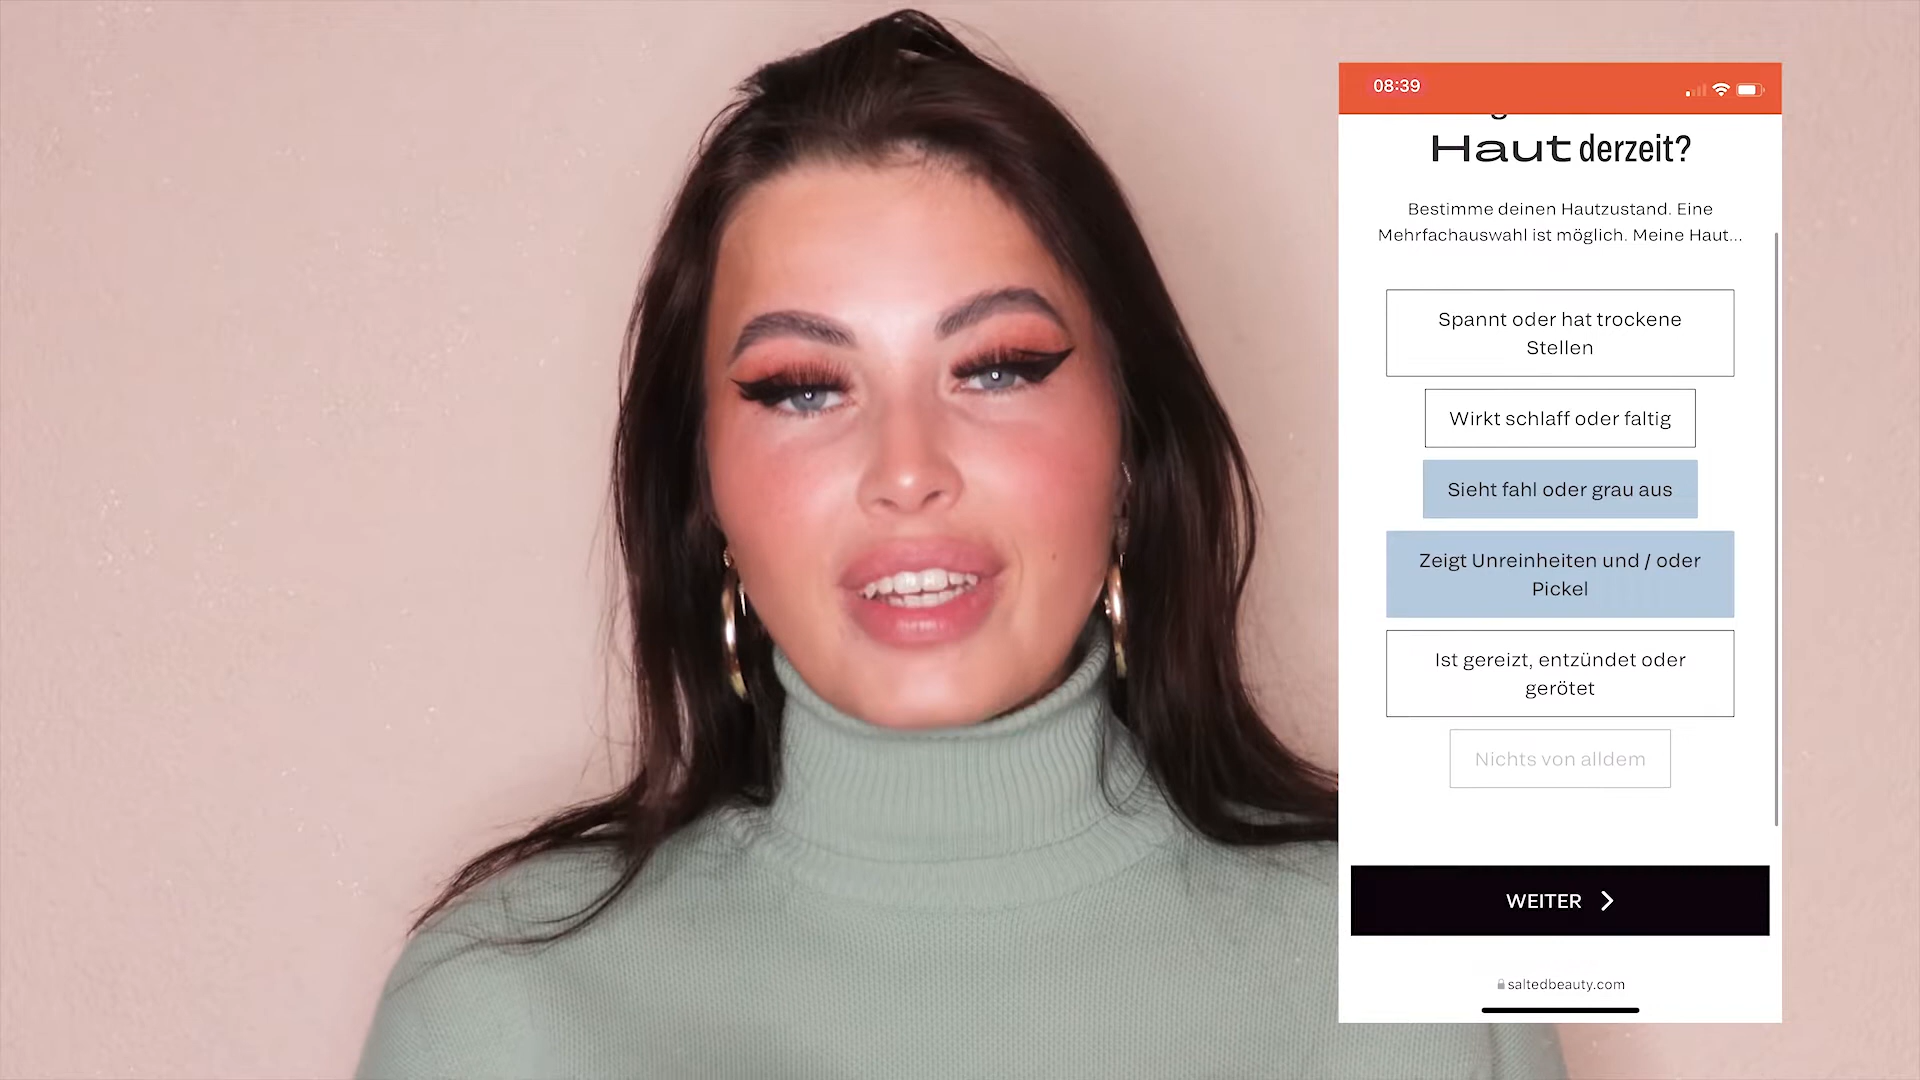 08:39
Haut derzeit?
Bestimme deinen Hautzustand. Eine
Mehrfachauswahl ist möglich. Meine Haut...
Spannt oder hat trockene
Stellen
Wirkt schlaff oder faltig
Sieht fahl oder grau aus
Zeigt Unreinheiten und / oder
Pickel
Ist gereizt, entzündet oder
gerötet
Nichts von alldem
WEITER
saltedbeauty.com